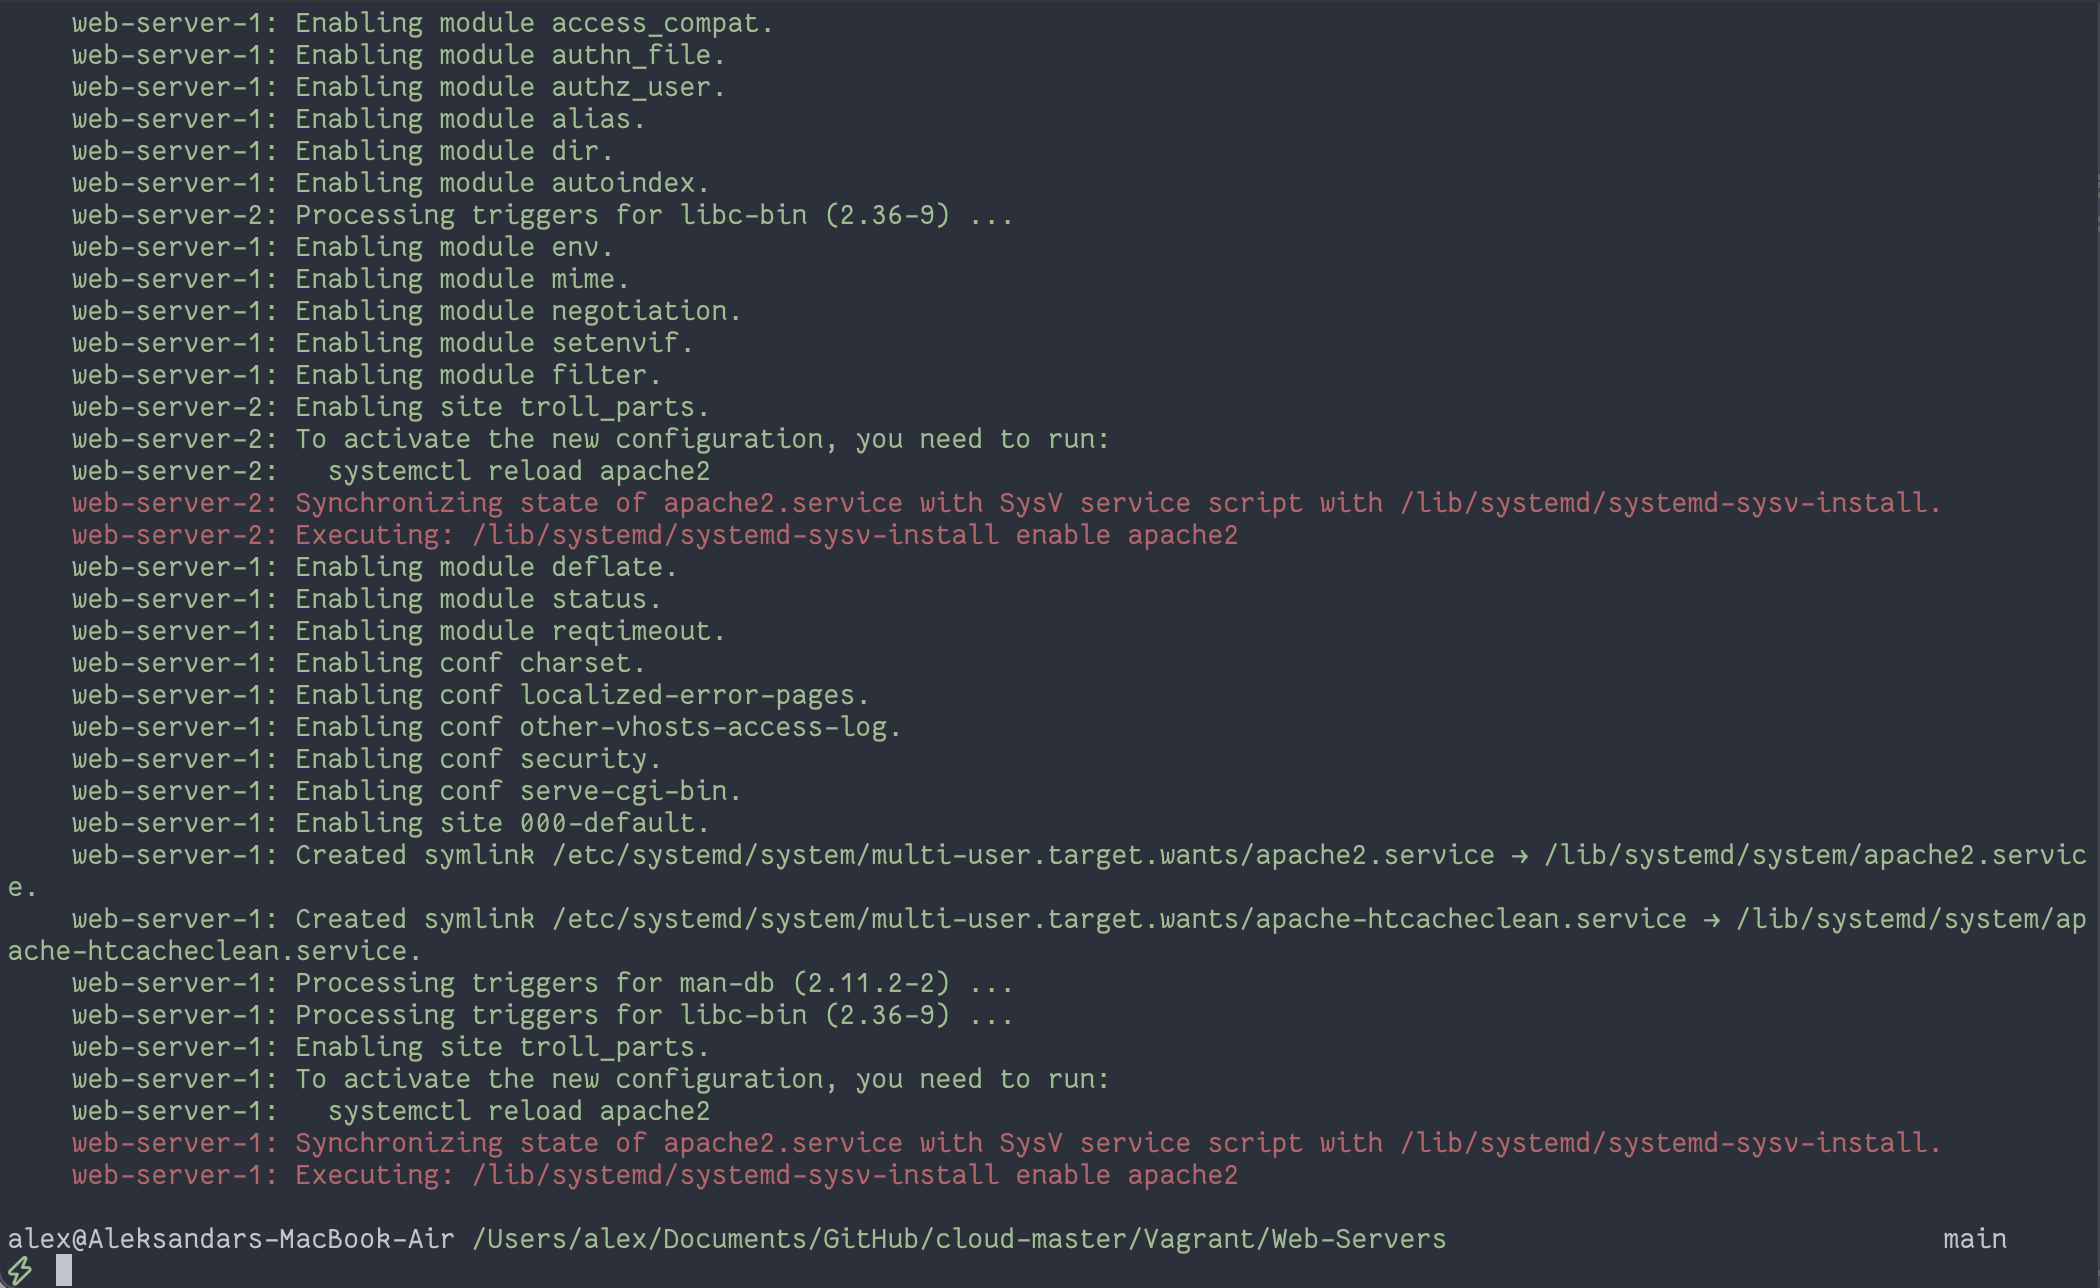 web-server-1: Enabling module access_compat.
web-server-1: Enabling module authn_file.
web-server-1: Enabling module authz_user.
web-server-1: Enabling module alias.
web-server-1: Enabling module dir.
web-server-1: Enabling module autoindex.
web-server-2: Processing triggers for libc-bin (2.36-9) ...
web-server-1: Enabling module env.
web-server-1: Enabling module mime.
web-server-1: Enabling module negotiation.
web-server-1: Enabling module setenvif.
web-server-1: Enabling module filter.
web-server-2: Enabling site troll_parts.
web-server-2: To activate the new configuration, you need to run:
web-server-2:   systemctl reload apache2
web-server-2: Synchronizing state of apache2.service with SysV service script with /lib/systemd/systemd-sysv-install.
web-server-2: Executing: /lib/systemd/systemd-sysv-install enable apache2
web-server-1: Enabling module deflate.
web-server-1: Enabling module status.
web-server-1: Enabling module reqtimeout.
web-server-1: Enabling conf charset.
web-server-1: Enabling conf localized-error-pages.
web-server-1: Enabling conf other-vhosts-access-log.
web-server-1: Enabling conf security.
web-server-1: Enabling conf serve-cgi-bin.
web-server-1: Enabling site 000-default.
web-server-1: Created symlink /etc/systemd/system/multi-user.target.wants/apache2.service → /lib/systemd/system/apache2.servic
e.
web-server-1: Created symlink /etc/systemd/system/multi-user.target.wants/apache-htcacheclean.service → /lib/systemd/system/ap
ache-htcacheclean.service.
web-server-1: Processing triggers for man-db (2.11.2-2) ...
web-server-1: Processing triggers for libc-bin (2.36-9) ...
web-server-1: Enabling site troll_parts.
web-server-1: To activate the new configuration, you need to run:
web-server-1:   systemctl reload apache2
web-server-1: Synchronizing state of apache2.service with SysV service script with /lib/systemd/systemd-sysv-install.
web-server-1: Executing: /lib/systemd/systemd-sysv-install enable apache2
alex@Aleksandars-MacBook-Air /Users/alex/Documents/GitHub/cloud-master/Vagrant/Web-Servers main